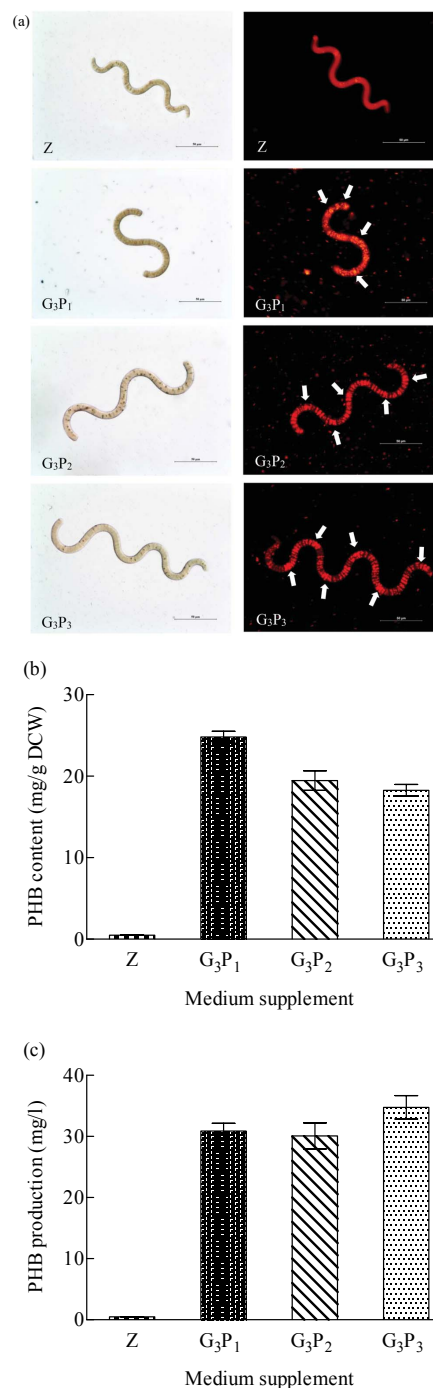 (a)
Z
Z
G₃P₁
G₃P₁
G₃P₂
G₃P₂
G₃P₃
G₃P₃
(b)
30
20
10
0
PHB content (mg/g DCW)
Z G₃P₁ G₃P₂ G₃P₃
Medium supplement
(c)
40
30
20
10
0
PHB production (mg/l)
Z G₃P₁ G₃P₂ G₃P₃
Medium supplement